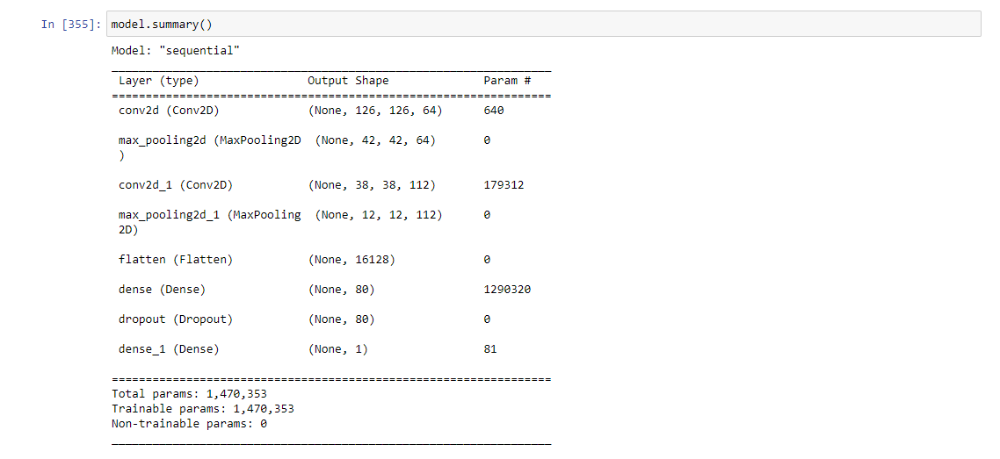 In [355]: model.summary()
Model: "sequential"
_________________________________________________________________
Layer (type) Output Shape Param #
=================================================================
conv2d (Conv2D) (None, 126, 126, 64) 640
max_pooling2d (MaxPooling2D (None, 42, 42, 64) 0
)
conv2d_1 (Conv2D) (None, 38, 38, 112) 179312
max_pooling2d_1 (MaxPooling (None, 12, 12, 112) 0
2D)
flatten (Flatten) (None, 16128) 0
dense (Dense) (None, 80) 1290320
dropout (Dropout) (None, 80) 0
dense_1 (Dense) (None, 1) 81
=================================================================
Total params: 1,470,353
Trainable params: 1,470,353
Non-trainable params: 0
_________________________________________________________________